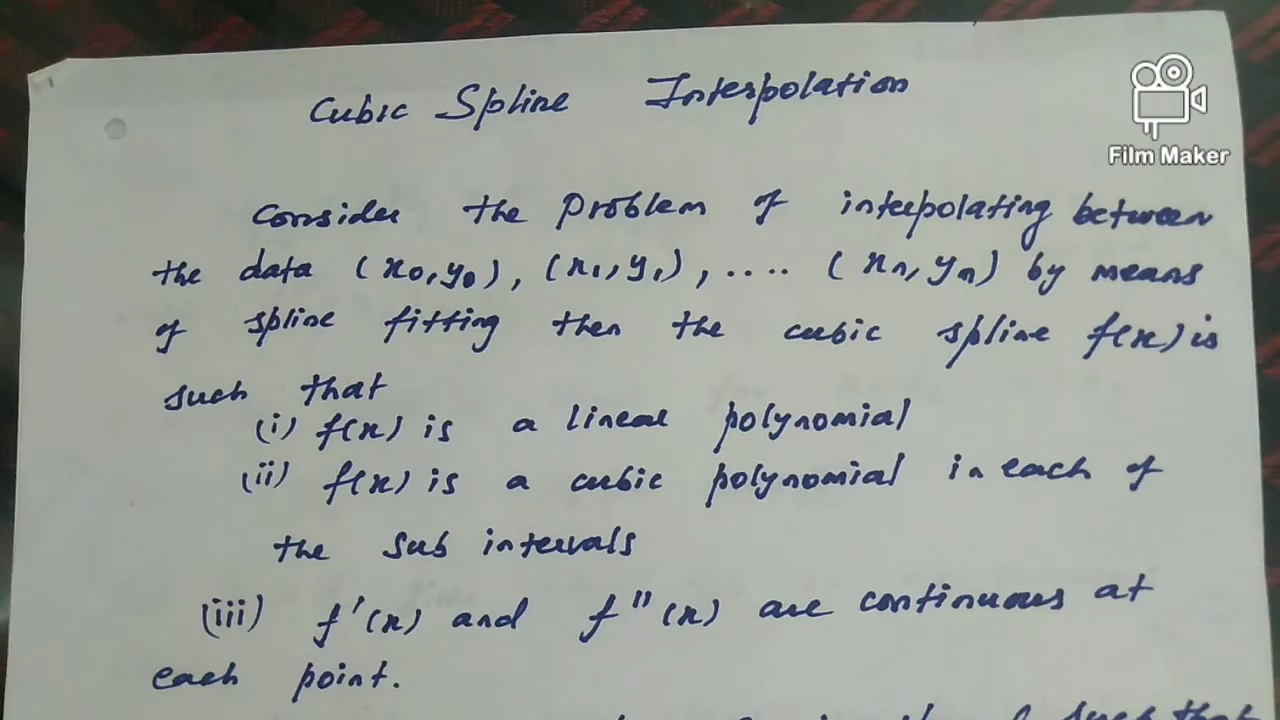 Cubic Spline Interpolation
Film Maker
Consider the problem of interpolating between
the data (x0,y0), (x1,y1), .... (xn,yn) by means
of spline fitting then the cubic spline f(x) is
such that
(i) f(x) is a linear polynomial
(ii) f(x) is a cubic polynomial in each of
the sub intervals
(iii) f'(x) and f"(x) are continuous at
each point.
such that